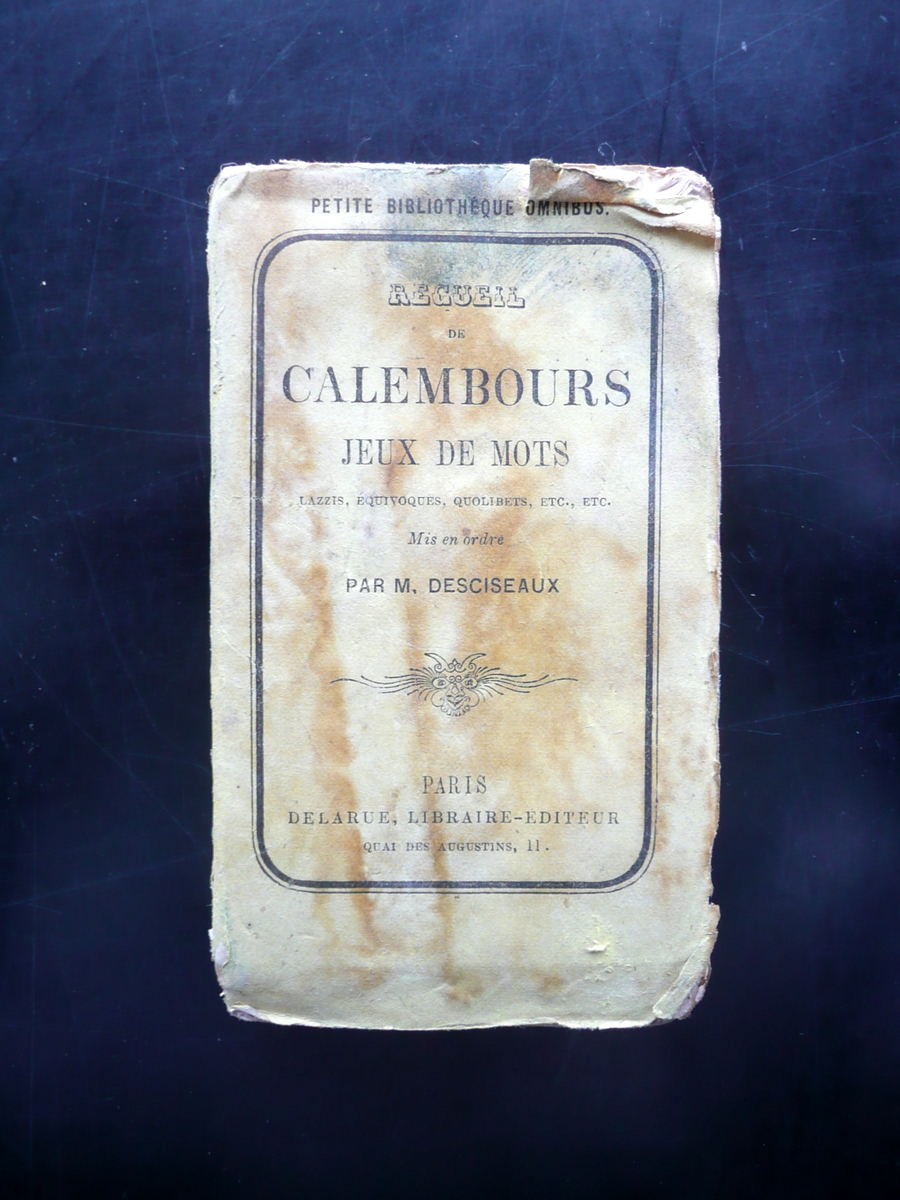 PETITE BIBLIOTHÈQUE OMNIBUS.
RECUEIL
DE
CALEMBOURS
JEUX DE MOTS
LAZZIS, ÉQUIVOQUES, QUOLIBETS, ETC., ETC.
Mis en ordre
PAR M. DESCISEAUX
PARIS
DELARUE, LIBRAIRE-ÉDITEUR
QUAI DES AUGUSTINS, 11.